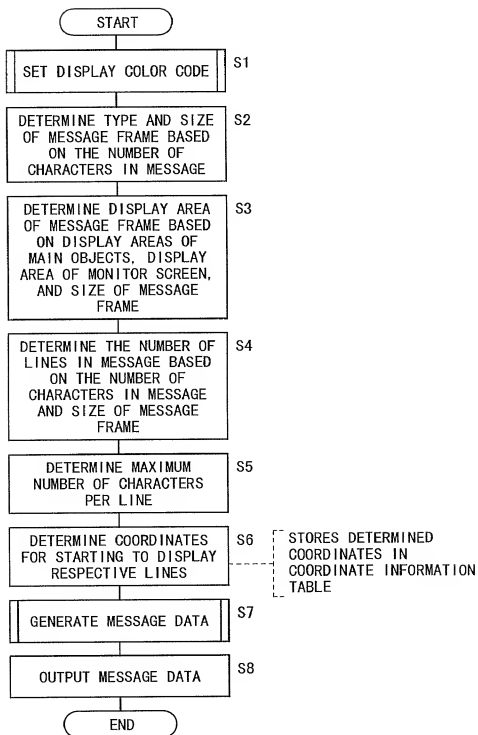 START
SET DISPLAY COLOR CODE
S1
DETERMINE TYPE AND SIZE
OF MESSAGE FRAME BASED
ON THE NUMBER OF
CHARACTERS IN MESSAGE
S2
DETERMINE DISPLAY AREA
OF MESSAGE FRAME BASED
ON DISPLAY AREAS OF
MAIN OBJECTS, DISPLAY
AREA OF MONITOR SCREEN,
AND SIZE OF MESSAGE
FRAME
S3
DETERMINE THE NUMBER OF
LINES IN MESSAGE BASED
ON THE NUMBER OF
CHARACTERS IN MESSAGE
AND SIZE OF MESSAGE
FRAME
S4
DETERMINE MAXIMUM
NUMBER OF CHARACTERS
PER LINE
S5
DETERMINE COORDINATES
FOR STARTING TO DISPLAY
RESPECTIVE LINES
S6
STORES DETERMINED
COORDINATES IN
COORDINATE INFORMATION
TABLE
GENERATE MESSAGE DATA
S7
OUTPUT MESSAGE DATA
S8
END